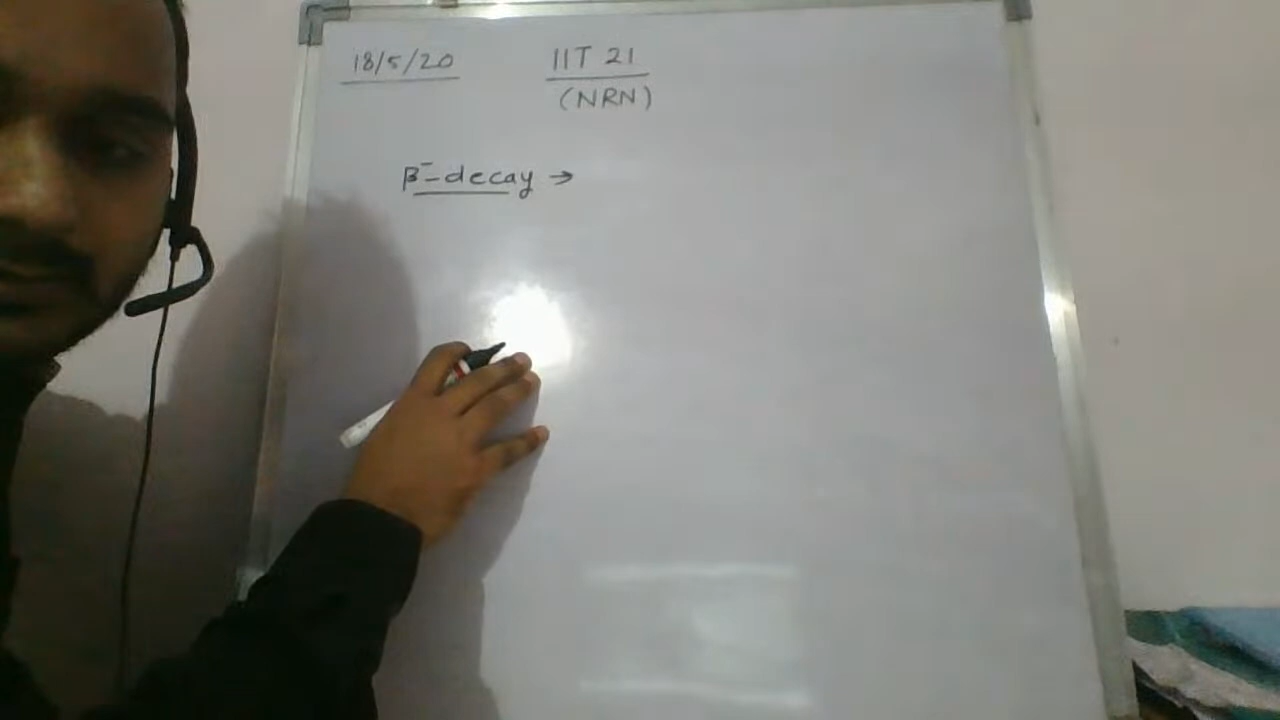 18/5/20 IIT 21
(NRN)
β⁻-decay →